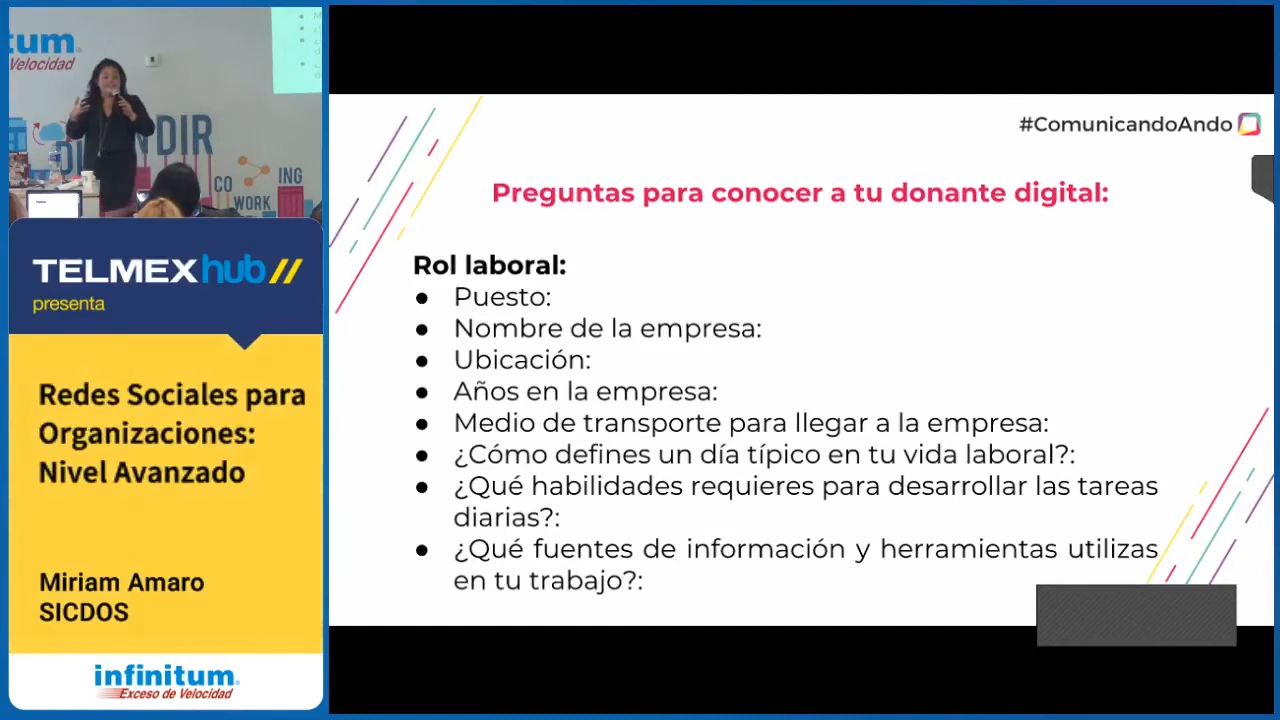 tum
Velocidad
NDIR
CO
ING
WORK
TELMEXhub//
presenta
Redes Sociales para
Organizaciones:
Nivel Avanzado
Miriam Amaro
SICDOS
infinitum
Exceso de Velocidad
#ComunicandoAndo
Preguntas para conocer a tu donante digital:
Rol laboral:
● Puesto:
● Nombre de la empresa:
● Ubicación:
● Años en la empresa:
● Medio de transporte para llegar a la empresa:
● ¿Cómo defines un día típico en tu vida laboral?:
● ¿Qué habilidades requieres para desarrollar las tareas
diarias?:
● ¿Qué fuentes de información y herramientas utilizas
en tu trabajo?: